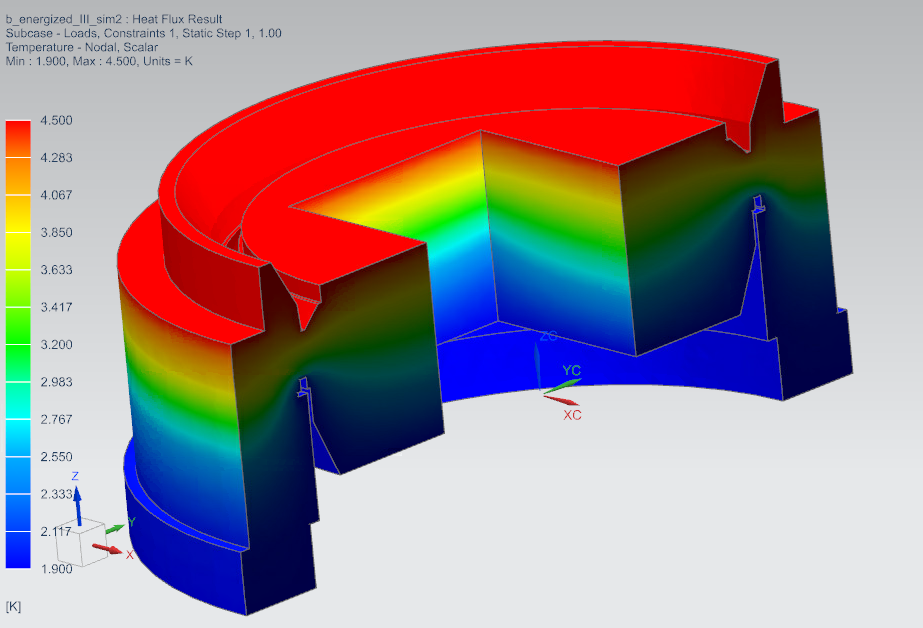 b_energized_III_sim2 : Heat Flux Result
Subcase - Loads, Constraints 1, Static Step 1, 1.00
Temperature - Nodal, Scalar
Min : 1.900, Max : 4.500, Units = K
4.500
4.283
4.067
3.850
3.633
3.417
3.200
2.983
2.767
2.550
2.333
2.117
1.900
[K]
ZC
YC
XC
Z
Y
X